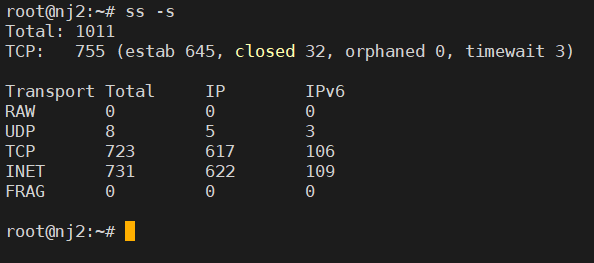 root@nj2:~# ss -s
Total: 1011
TCP:   755 (estab 645, closed 32, orphaned 0, timewait 3)

Transport Total     IP        IPv6
RAW       0         0         0
UDP       8         5         3
TCP       723       617       106
INET      731       622       109
FRAG      0         0         0

root@nj2:~#